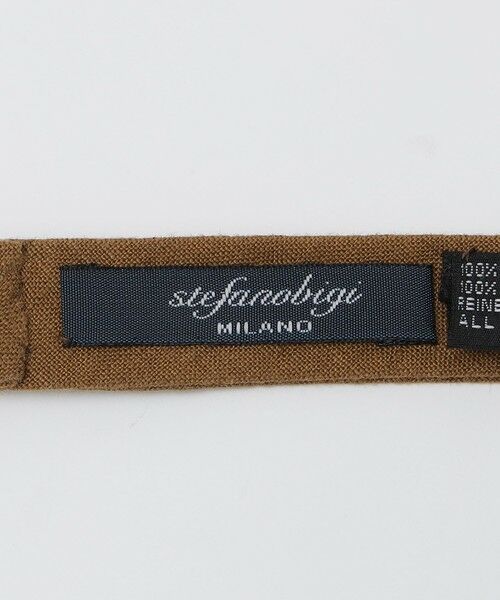 stefanobigi
MILANO
100%
100%
REINE
ALL